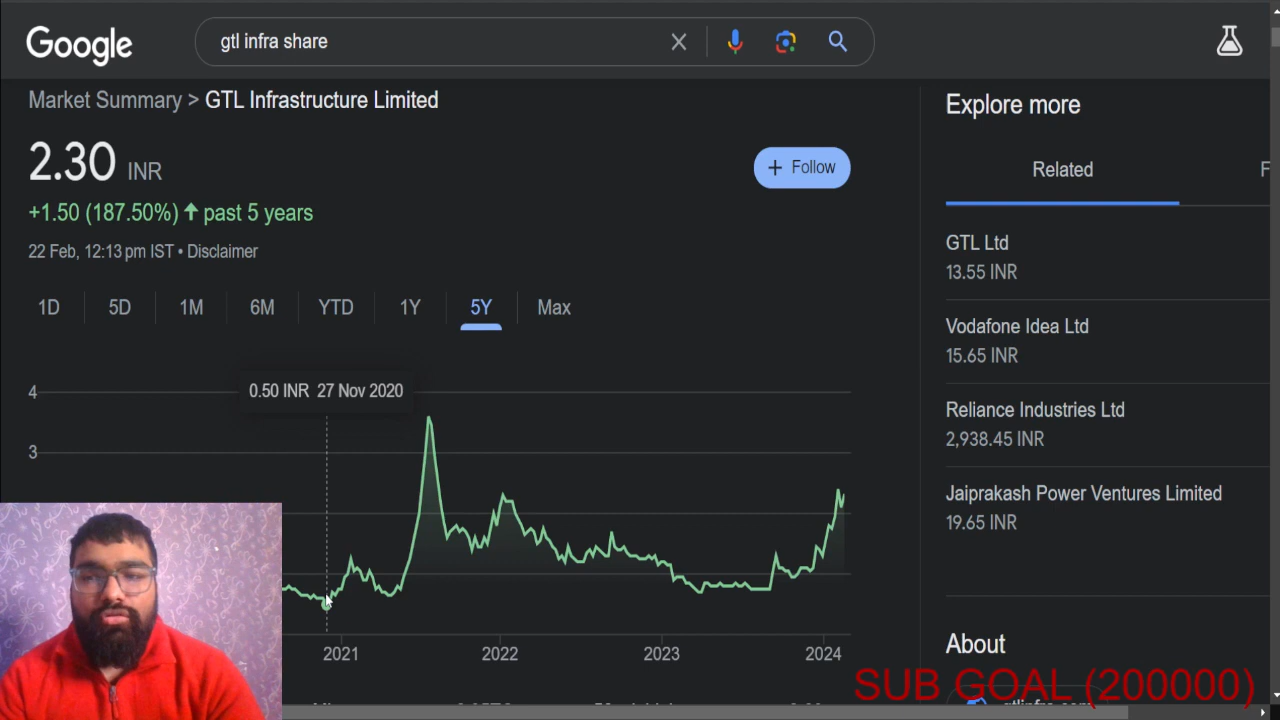 Google
gtl infra share
Market Summary > GTL Infrastructure Limited
2.30 INR
+ Follow
+1.50 (187.50%) past 5 years
22 Feb, 12:13 pm IST • Disclaimer
1D 5D 1M 6M YTD 1Y 5Y Max
0.50 INR 27 Nov 2020
4
3
2021 2022 2023 2024
Explore more
Related F
GTL Ltd
13.55 INR
Vodafone Idea Ltd
15.65 INR
Reliance Industries Ltd
2,938.45 INR
Jaiprakash Power Ventures Limited
19.65 INR
About
SUB GOAL (200000)